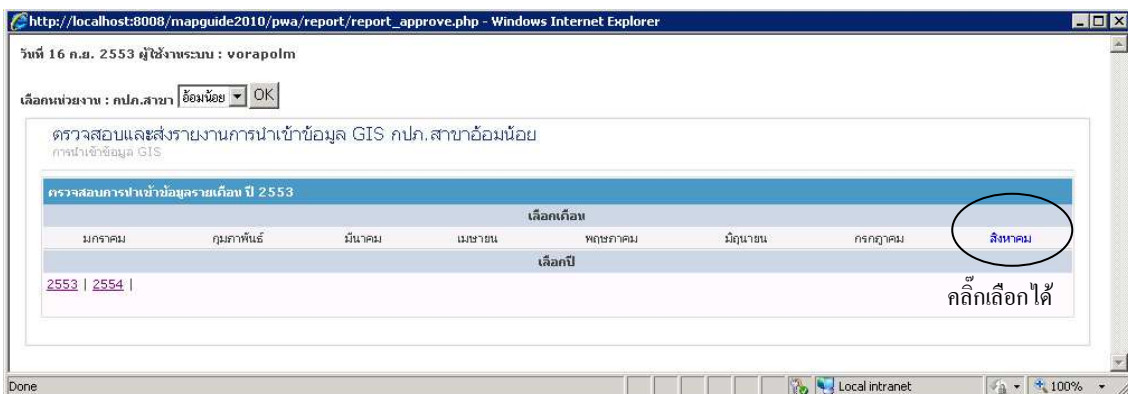 http://localhost:8008/mapguide2010/pwa/report/report_approve.php - Windows Internet Explorer
วันที่ 16 ก.ย. 2553 ผู้ใช้งานระบบ : vorapolm
เลือกหน่วยงาน : กปภ.สาขา อ้อมน้อย OK
ตรวจสอบและส่งรายงานการนำเข้าข้อมูล GIS กปภ.สาขาอ้อมน้อย
การนำเข้าข้อมูล GIS
ตรวจสอบการนำเข้าข้อมูลรายเดือน ปี 2553
เลือกเดือน
มกราคม กุมภาพันธ์ มีนาคม เมษายน พฤษภาคม มิถุนายน กรกฎาคม สิงหาคม
เลือกปี
2553 | 2554 |
คลิ๊กเลือกได้
Done Local intranet 100%